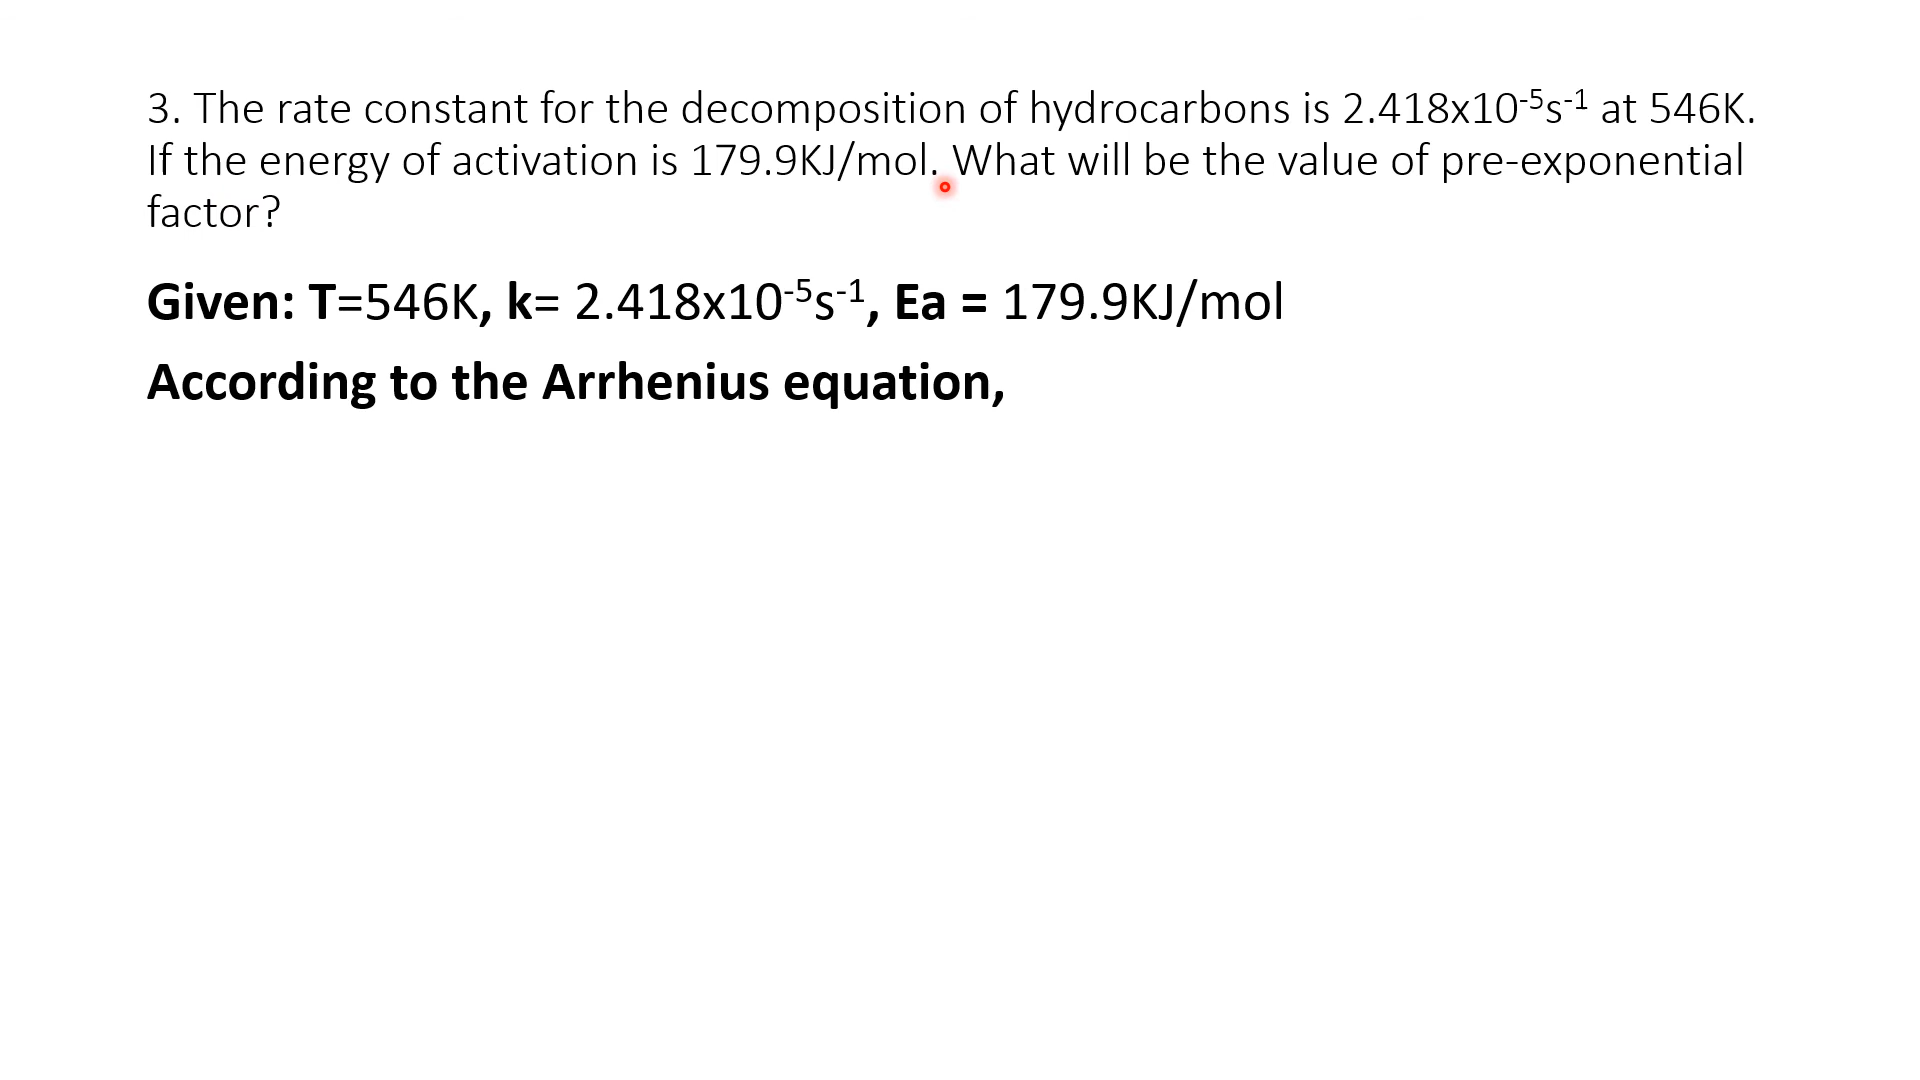 3. The rate constant for the decomposition of hydrocarbons is 2.418x10⁻⁵s⁻¹ at 546K.
If the energy of activation is 179.9KJ/mol. What will be the value of pre-exponential
factor?
Given: T=546K, k= 2.418x10⁻⁵s⁻¹, Ea = 179.9KJ/mol
According to the Arrhenius equation,